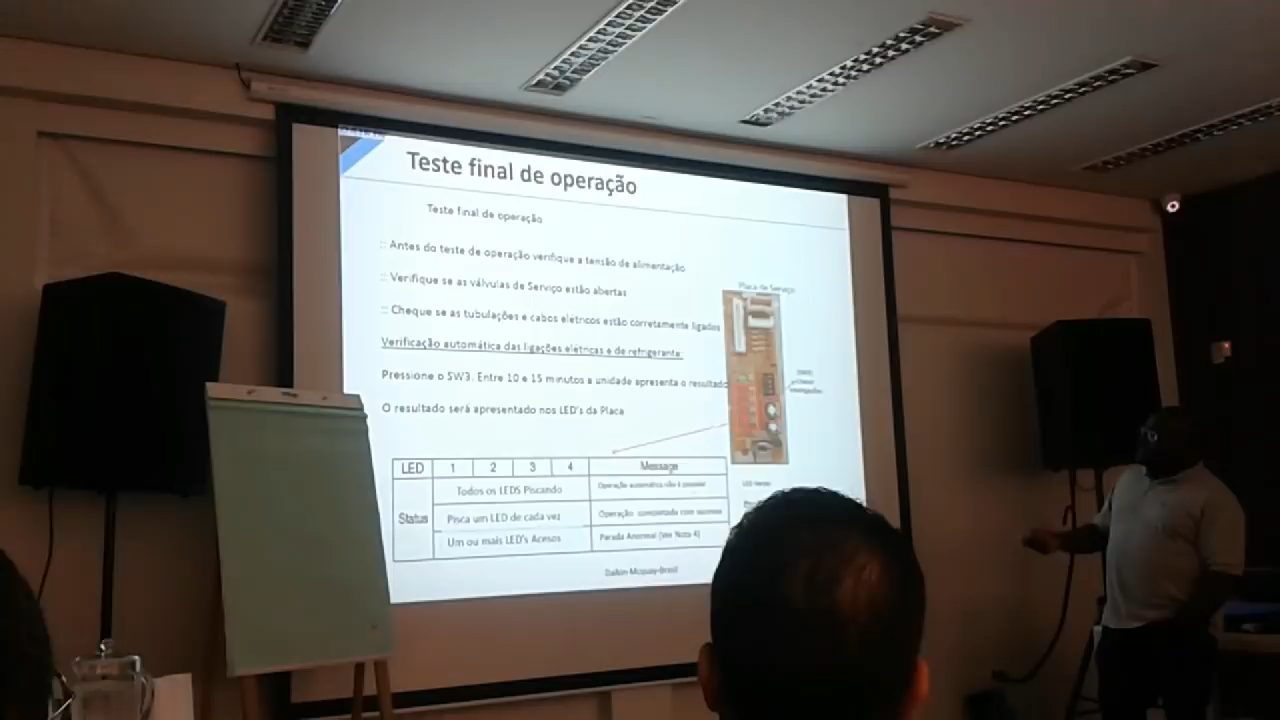 Teste final de operação
Teste final de operação
:: Antes do teste de operação verifique a tensão de alimentação
:: Verifique se as válvulas de Serviço estão abertas
:: Cheque se as tubulações e cabos elétricos estão corretamente ligados
Verificação automática das ligações elétricas e de refrigerante:
Pressione o SW3: Entre 10 e 15 minutos a unidade apresenta o resultado
O resultado será apresentado nos LED's da Placa
Placa de Serviço
LED 1 2 3 4 Message
Status
Todos os LEDS Piscando Operação automática não é possível
Pisca um LED de cada vez Operação completada com sucesso
Um ou mais LED's Acesos Parada Anormal (Ver Nota 4)
Daikin-Mcquay-Brasil